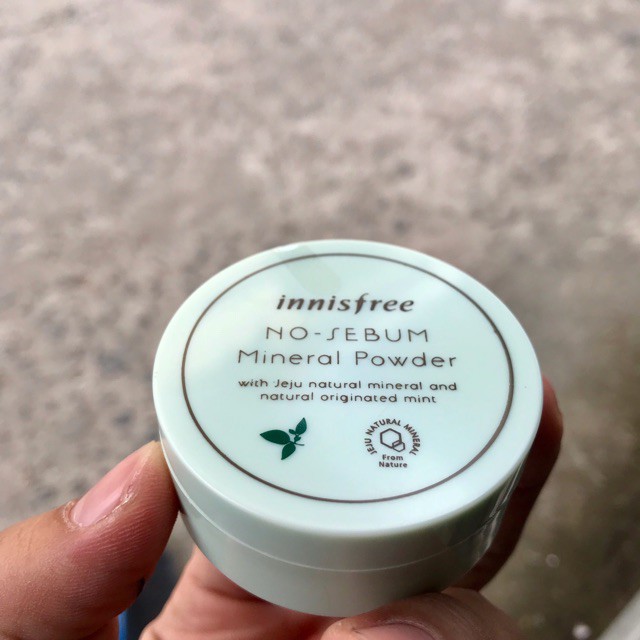 innisfree
NO-SEBUM
Mineral Powder
with Jeju natural mineral and
natural originated mint
JEJU NATURAL MINERAL
From
Nature